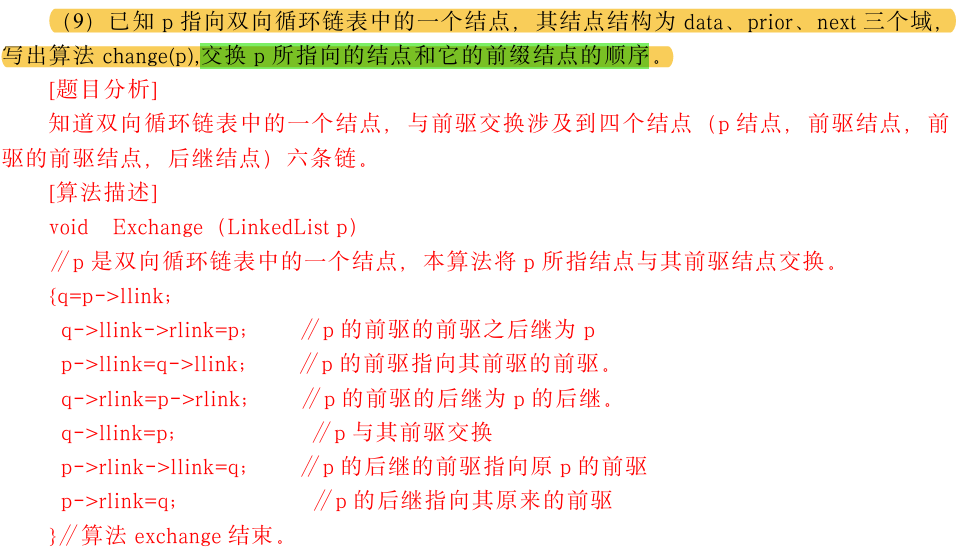 （9）已知 p 指向双向循环链表中的一个结点，其结点结构为 data、prior、next 三个域，
写出算法 change(p),交换 p 所指向的结点和它的前缀结点的顺序。
[题目分析]
知道双向循环链表中的一个结点，与前驱交换涉及到四个结点（p 结点，前驱结点，前
驱的前驱结点，后继结点）六条链。
[算法描述]
void Exchange（LinkedList p）
∥p 是双向循环链表中的一个结点，本算法将 p 所指结点与其前驱结点交换。
{q=p->llink;
q->llink->rlink=p; ∥p 的前驱的前驱之后继为 p
p->llink=q->llink; ∥p 的前驱指向其前驱的前驱。
q->rlink=p->rlink; ∥p 的前驱的后继为 p 的后继。
q->llink=p; ∥p 与其前驱交换
p->rlink->llink=q; ∥p 的后继的前驱指向原 p 的前驱
p->rlink=q; ∥p 的后继指向其原来的前驱
}∥算法 exchange 结束。